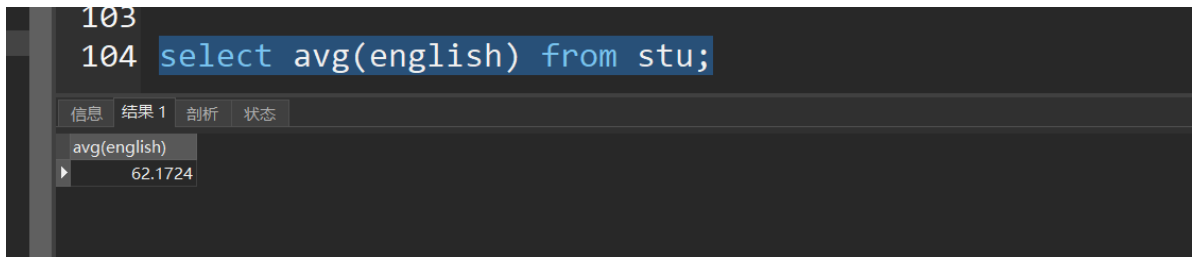 103
104 select avg(english) from stu;
信息 结果 1 剖析 状态
avg(english)
62.1724